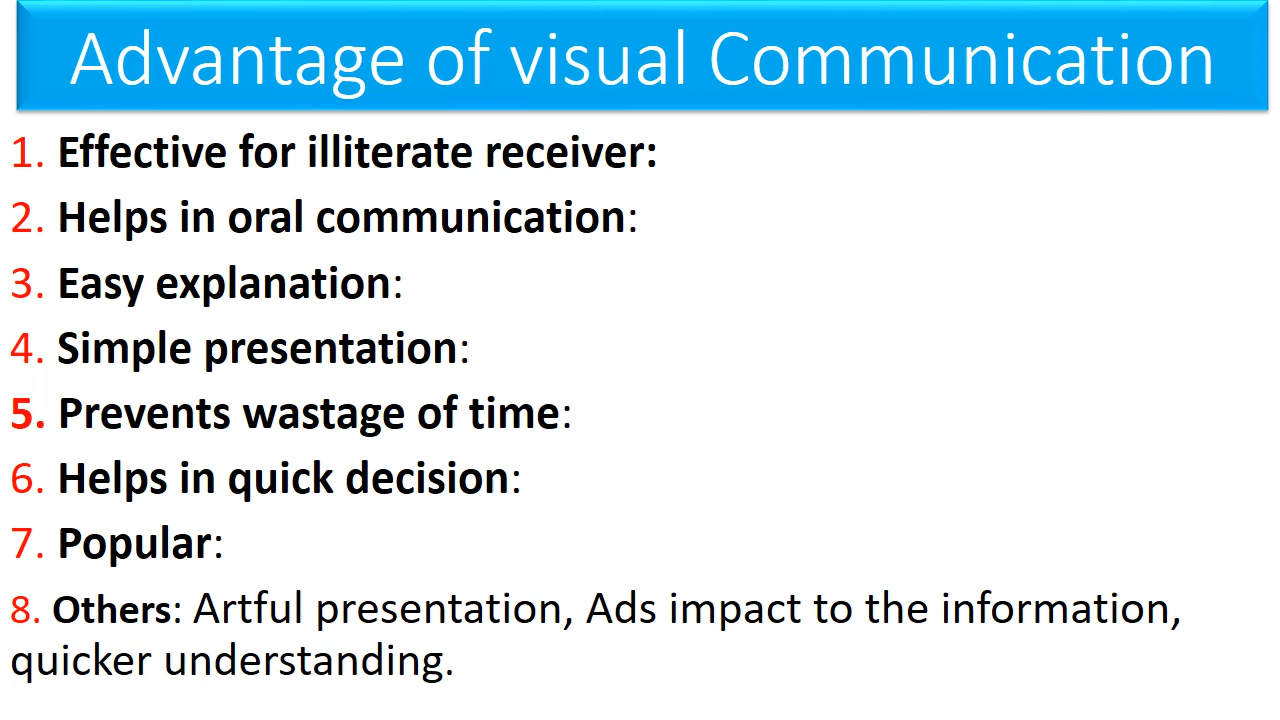 Advantage of visual Communication
1. Effective for illiterate receiver:
2. Helps in oral communication:
3. Easy explanation:
4. Simple presentation:
5. Prevents wastage of time:
6. Helps in quick decision:
7. Popular:
8. Others: Artful presentation, Ads impact to the information,
quicker understanding.